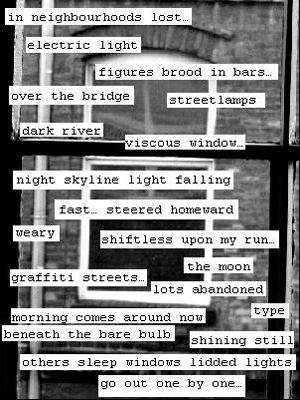 in neighbourhoods lost…
electric light
figures brood in bars…
over the bridge
streetlamps
dark river
viscous window…
night skyline light falling
fast… steered homeward
weary
shiftless upon my run…
the moon
graffiti streets…
lots abandoned
type
morning comes around now
beneath the bare bulb
shining still
others sleep windows lidded lights
go out one by one…